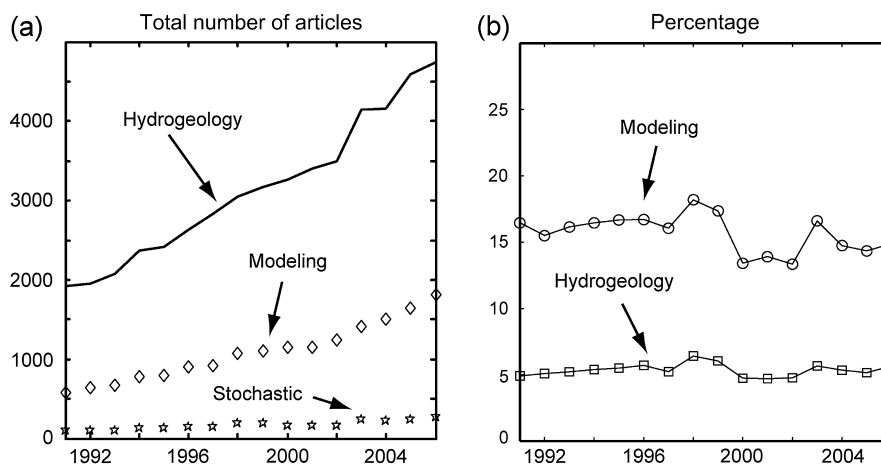 (a)
Total number of articles
4000
3000
2000
1000
0
Hydrogeology
Modeling
Stochastic
1992 1996 2000 2004
(b)
Percentage
25
20
15
10
5
0
Modeling
Hydrogeology
1992 1996 2000 2004